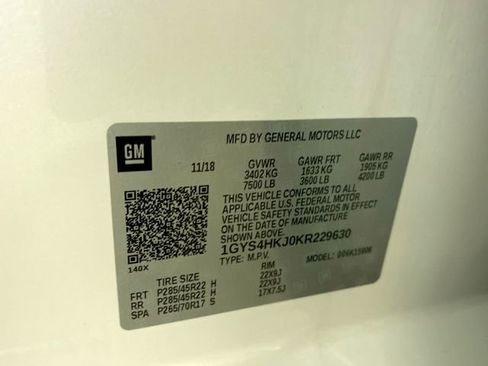 GM
MFD BY GENERAL MOTORS LLC
11/18 GVWR GAWR FRT GAWR RR
3402 KG 1633 KG 1905 KG
7500 LB 3600 LB 4200 LB
THIS VEHICLE CONFORMS TO ALL
APPLICABLE U.S. FEDERAL MOTOR
VEHICLE SAFETY STANDARDS IN EFFECT
ON THE DATE OF MANUFACTURE
SHOWN ABOVE.
1GYS4HKJ0KR229630
TYPE: M.P.V. MODEL:
140X
TIRE SIZE RIM
FRT P285/45R22 H 22X9J
RR P285/45R22 H 22X9J
SPA P265/70R17 S 17X7.5J